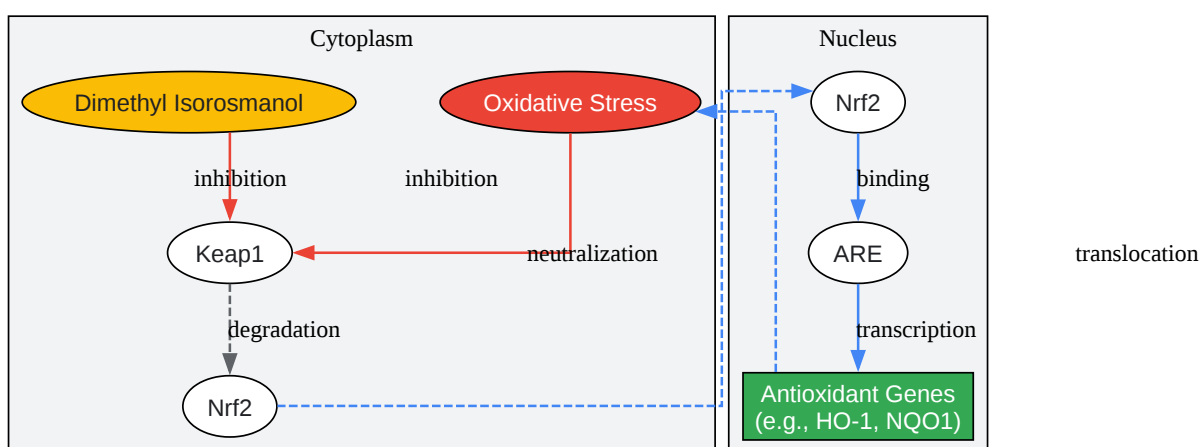 Cytoplasm
Nucleus
Dimethyl Isorosmanol
Oxidative Stress
Nrf2
inhibition
inhibition
binding
Keap1
neutralization
ARE
translocation
degradation
transcription
Nrf2
Antioxidant Genes
(e.g., HO-1, NQO1)